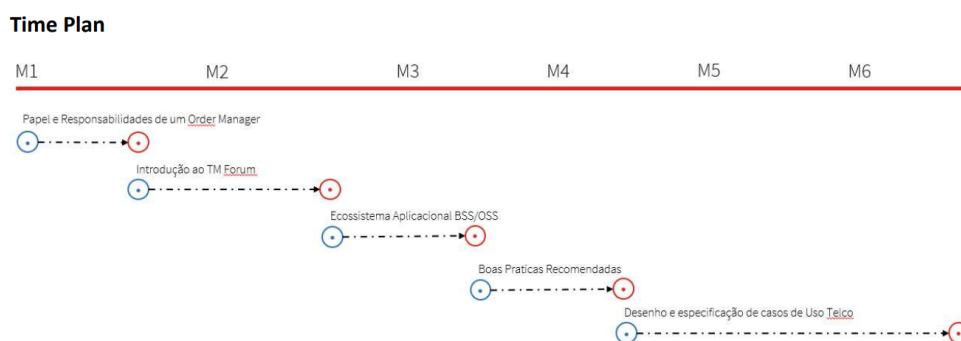 Time Plan
M1 M2 M3 M4 M5 M6
Papel e Responsabilidades de um Order Manager
Introdução ao TM Forum
Ecossistema Aplicacional BSS/OSS
Boas Praticas Recomendadas
Desenho e especificação de casos de Uso Telco